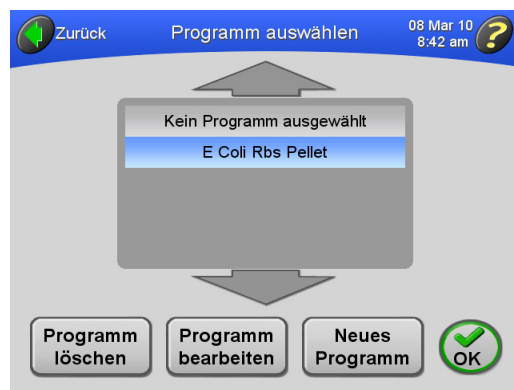 Zurück
Programm auswählen
08 Mar 10
8:42 am
?
Kein Programm ausgewählt
E Coli Rbs Pellet
Programm
löschen
Programm
bearbeiten
Neues
Programm
OK